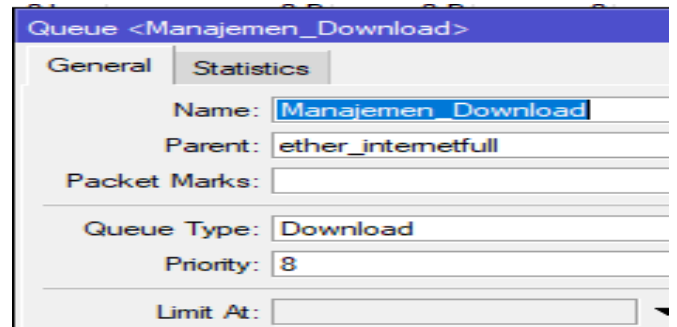 Queue <Manajemen_Download>
General Statistics
Name: Manajemen_Download
Parent: ether_internetfull
Packet Marks:
Queue Type: Download
Priority: 8
Limit At: